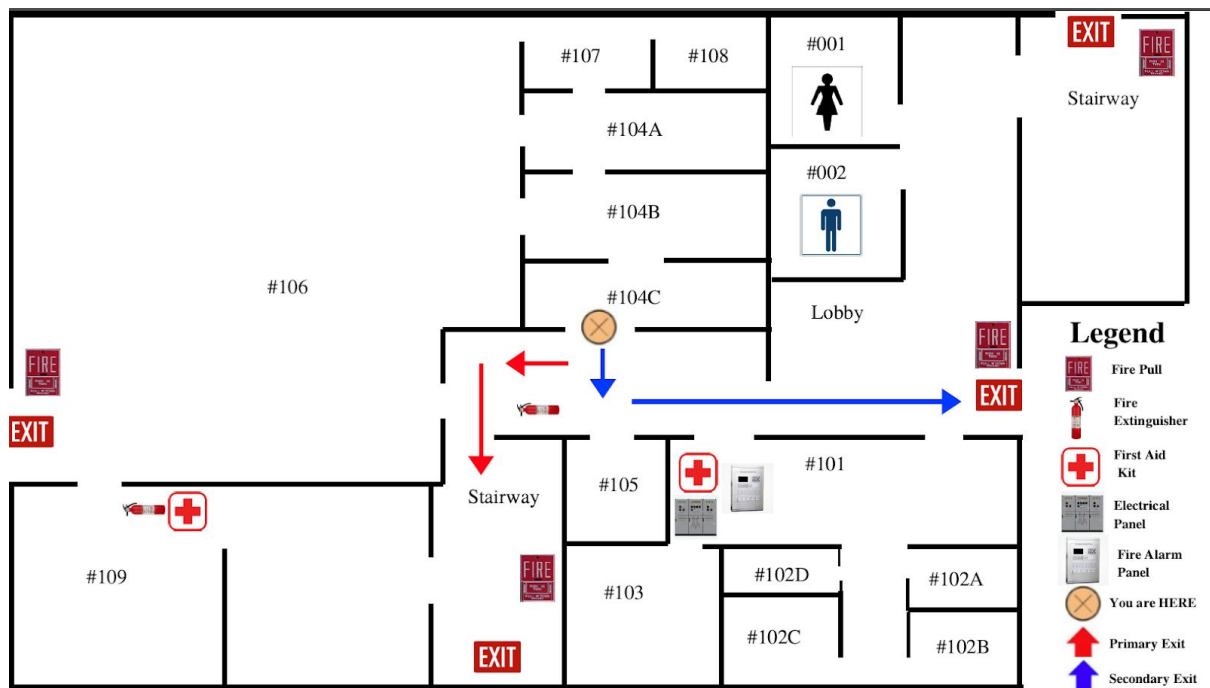 EXIT
FIRE
Stairway
#001
#107
#108
#104A
#002
#104B
#106
#104C
Lobby
FIRE
FIRE
EXIT
EXIT
#101
#105
Stairway
#109
FIRE
#103
#102D
#102A
#102C
#102B
EXIT
Legend
FIRE
Fire Pull
Fire
Extinguisher
First Aid
Kit
Electrical
Panel
Fire Alarm
Panel
You are HERE
Primary Exit
Secondary Exit